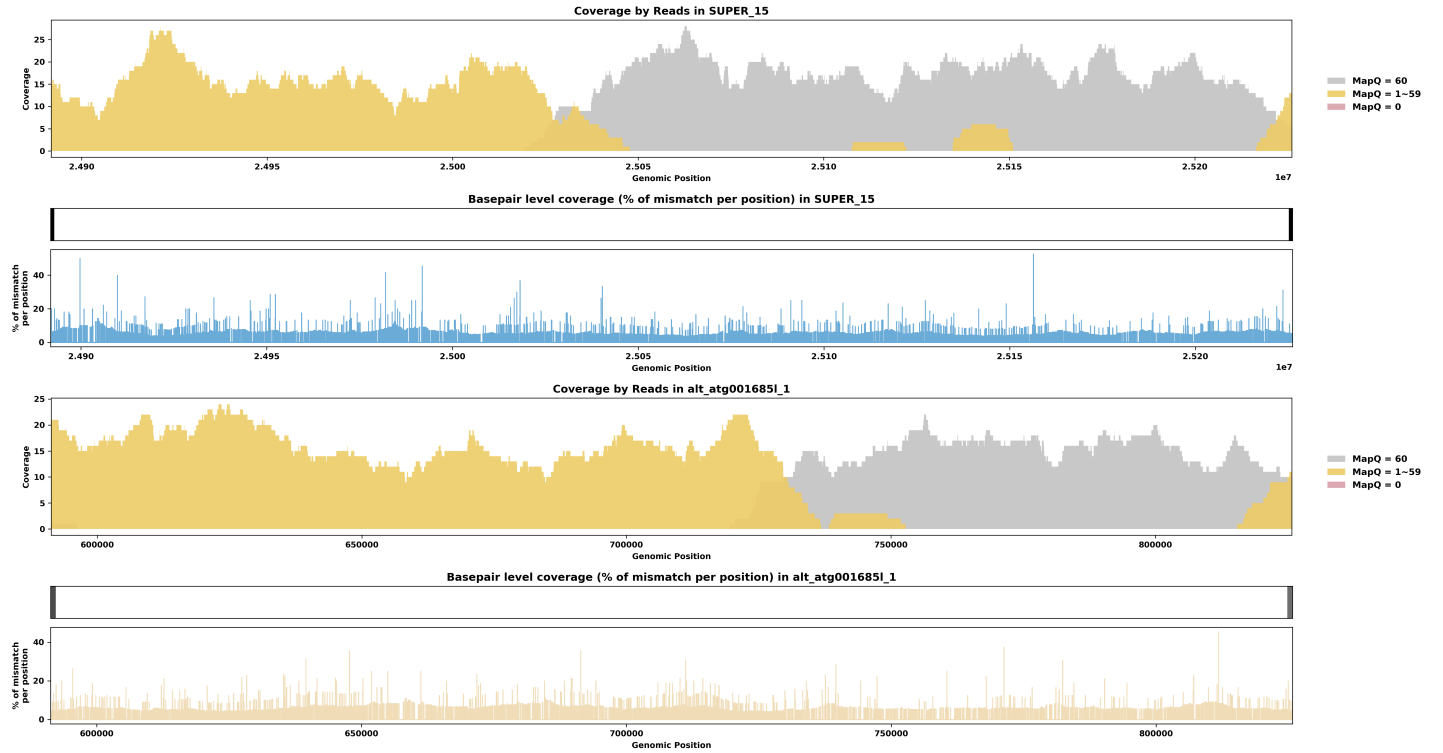 Coverage by Reads in SUPER_15
25
20
15
10
5
0
Coverage
2.490 2.495 2.500 2.505 2.510 2.515 2.520
Genomic Position
1e7
MapQ = 60
MapQ = 1~59
MapQ = 0
Basepair level coverage (% of mismatch per position) in SUPER_15
40
20
0
% of mismatch
per position
2.490 2.495 2.500 2.505 2.510 2.515 2.520
Genomic Position
1e7
Coverage by Reads in alt_atg001685l_1
25
20
15
10
5
0
Coverage
600000 650000 700000 750000 800000
Genomic Position
MapQ = 60
MapQ = 1~59
MapQ = 0
Basepair level coverage (% of mismatch per position) in alt_atg001685l_1
40
20
0
% of mismatch
per position
600000 650000 700000 750000 800000
Genomic Position